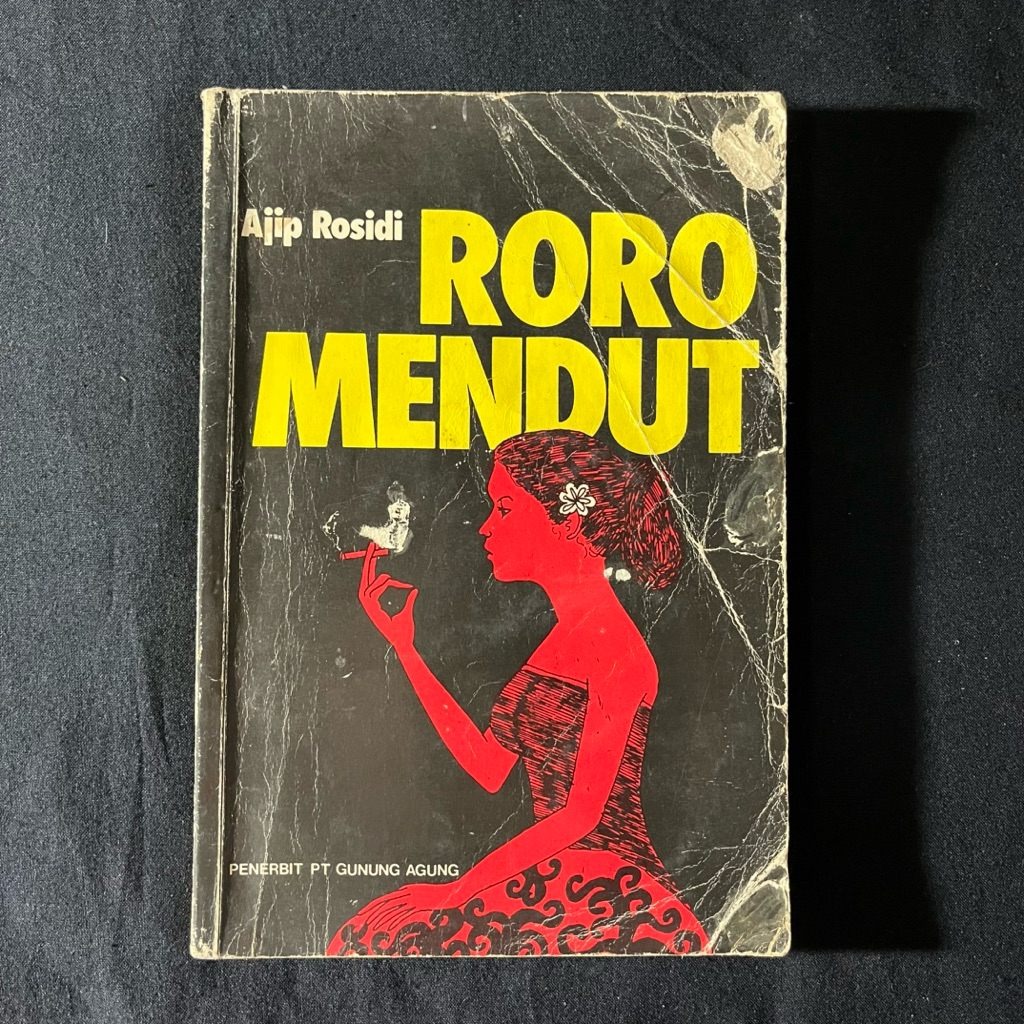 Ajip Rosidi
RORO
MENDUT
PENERBIT PT GUNUNG AGUNG